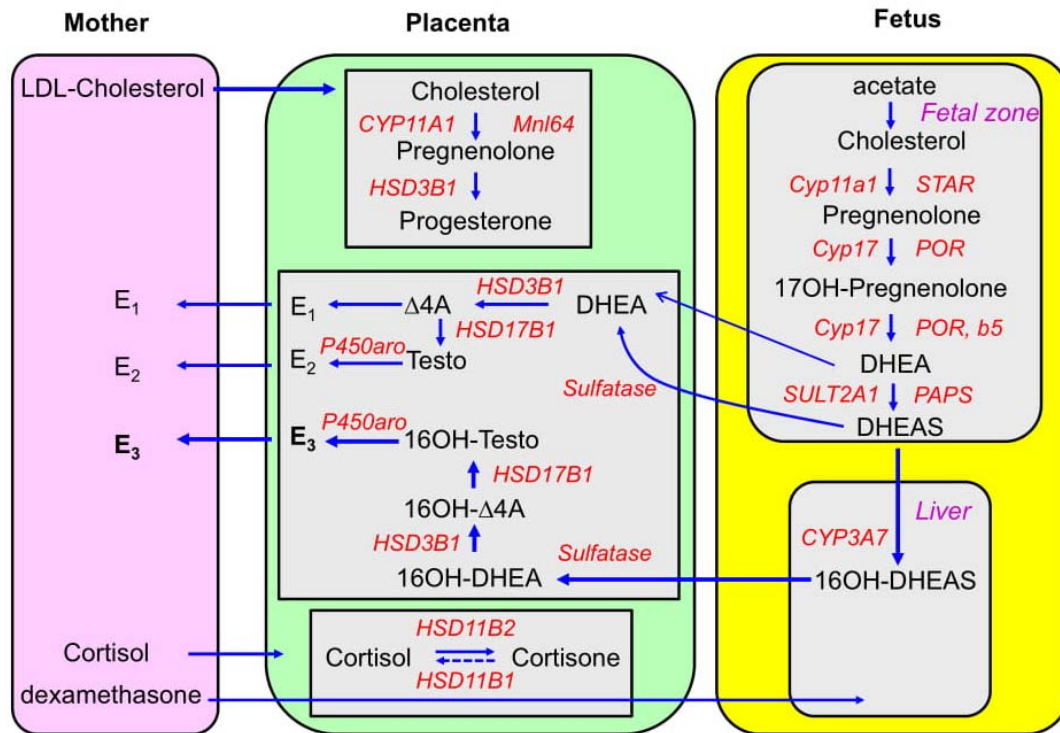 Mother
Placenta
Fetus
LDL-Cholesterol
Cholesterol
CYP11A1 Mnl64
Pregnenolone
HSD3B1
Progesterone
acetate
Fetal zone
Cholesterol
Cyp11a1 STAR
Pregnenolone
Cyp17 POR
17OH-Pregnenolone
Cyp17 POR, b5
DHEA
SULT2A1 PAPS
DHEAS
E1 E1 Δ4A HSD3B1 DHEA
HSD17B1
E2 E2 P450aro Testo
Sulfatase
E3 E3 P450aro 16OH-Testo
HSD17B1
16OH-Δ4A
HSD3B1
16OH-DHEA
Sulfatase
Liver
CYP3A7
16OH-DHEAS
Cortisol
HSD11B2
Cortisol Cortisone
HSD11B1
dexamethasone